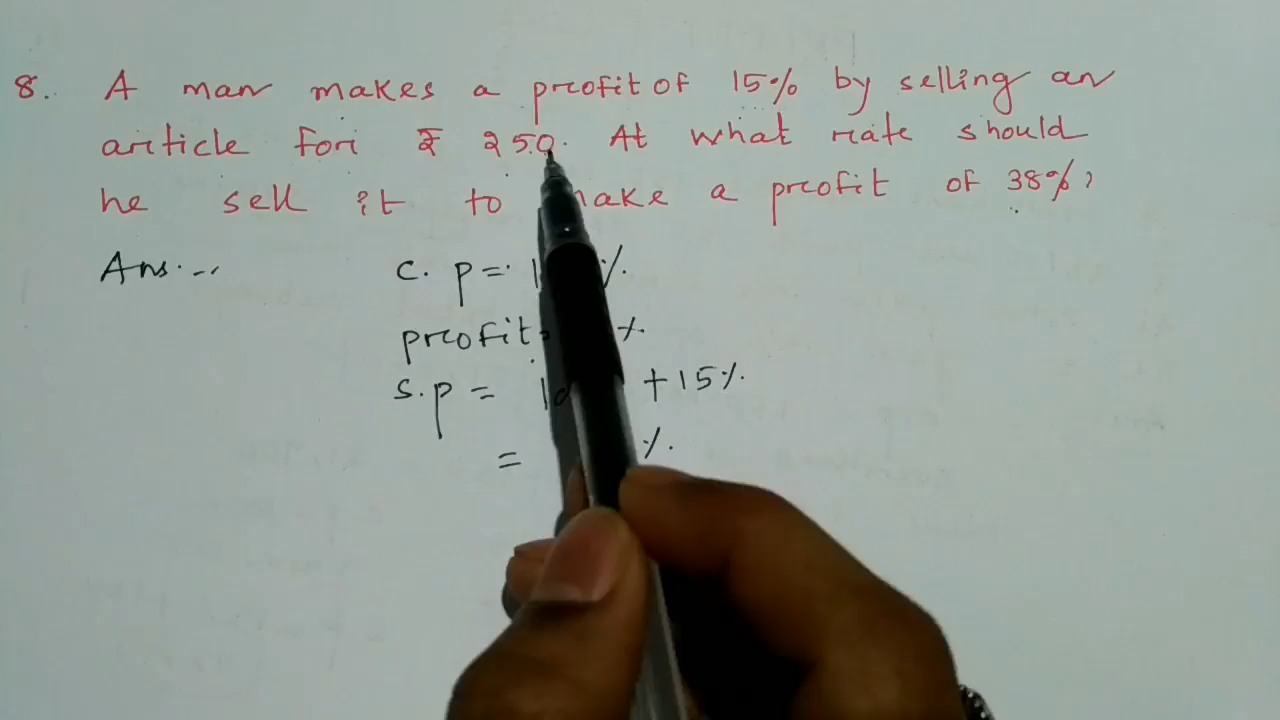 8. A man makes a profit of 15% by selling an
article for ₹ 250. At what rate should
he sell it to make a profit of 38%?
Ans...
C.P =
profit
S.P = + 15%
= %